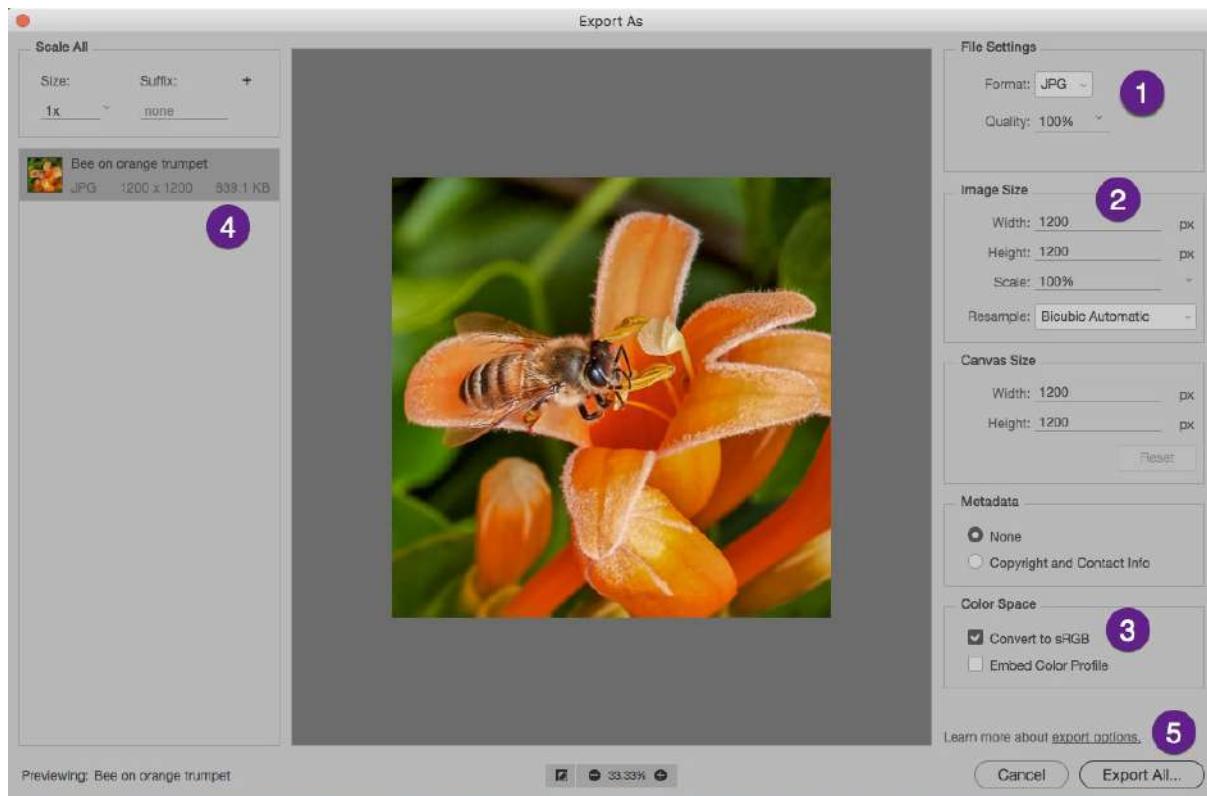 Export As
Scale All
Size: Suffix: +
1x none
Bee on orange trumpet
JPG 1200 x 1200 KB
4
File Settings
Format: JPG
1
Quality: 100%
Image Size
2
Width: 1200 px
Height: 1200 px
Scale: 100%
Resample: Bicubic Automatic
Canvas Size
Width: 1200 px
Height: 1200 px
Reset
Metadata
None
Copyright and Contact Info
Color Space
Convert to sRGB
3
Embed Color Profile
Learn more about export options.
5
Previewing: Bee on orange trumpet
33.33%
Cancel
Export All...